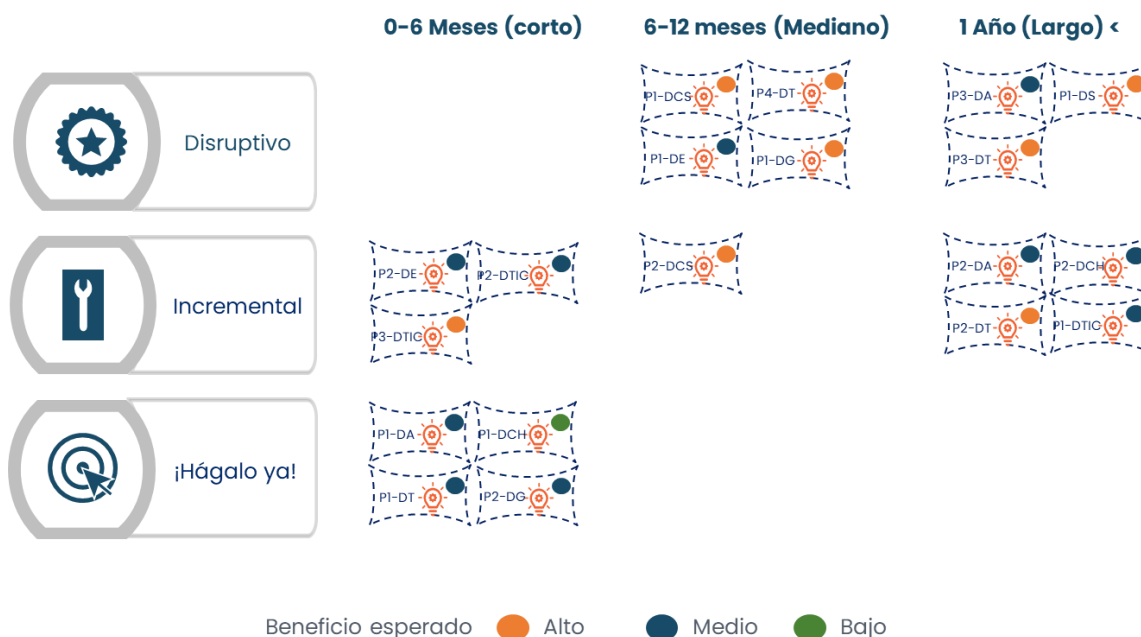 0-6 Meses (corto) 6-12 meses (Mediano) 1 Año (Largo) <
P1-DCS P4-DT P3-DA P1-DS
Disruptivo
P1-DE P1-DG P3-DT
P2-DE P2-DTIC P2-DCS P2-DA P2-DCH
Incremental
P3-DTIC P2-DT P1-DTIC
P1-DA P1-DCH
¡Hágalo ya!
P1-DT P2-DG
Beneficio esperado Alto Medio Bajo